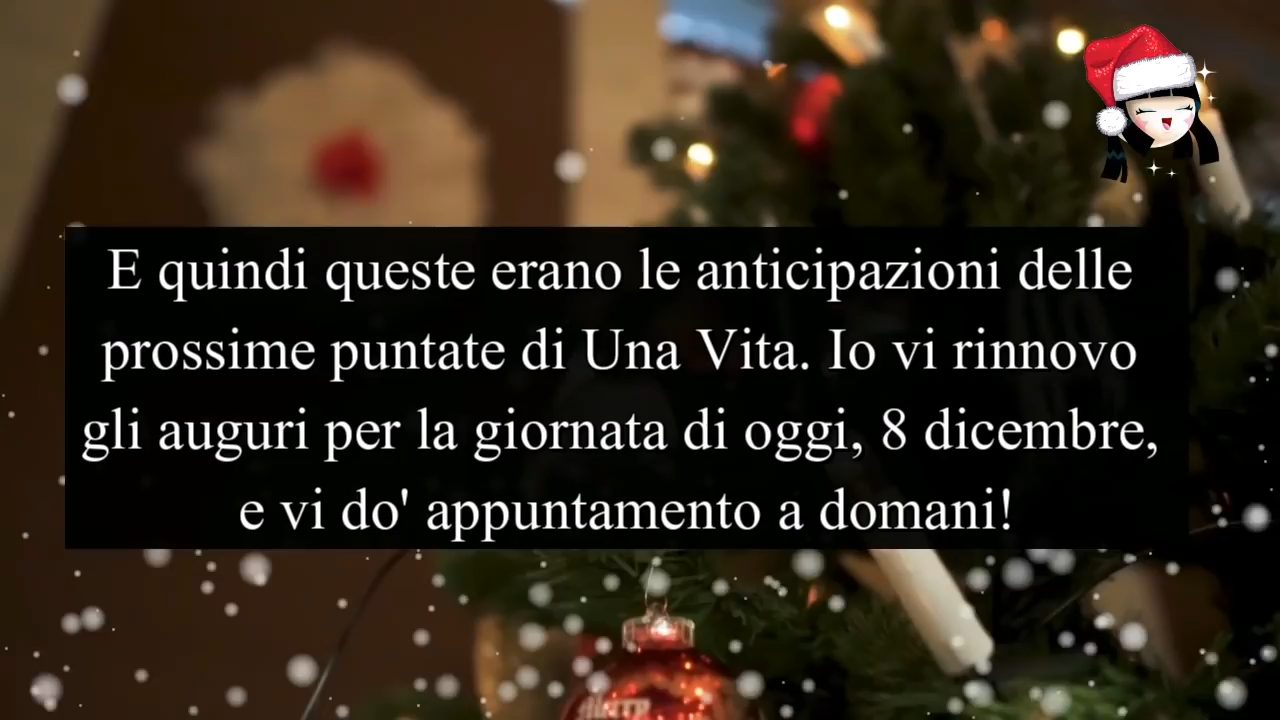 E quindi queste erano le anticipazioni delle
prossime puntate di Una Vita. Io vi rinnovo
gli auguri per la giornata di oggi, 8 dicembre,
e vi do' appuntamento a domani!
Merry